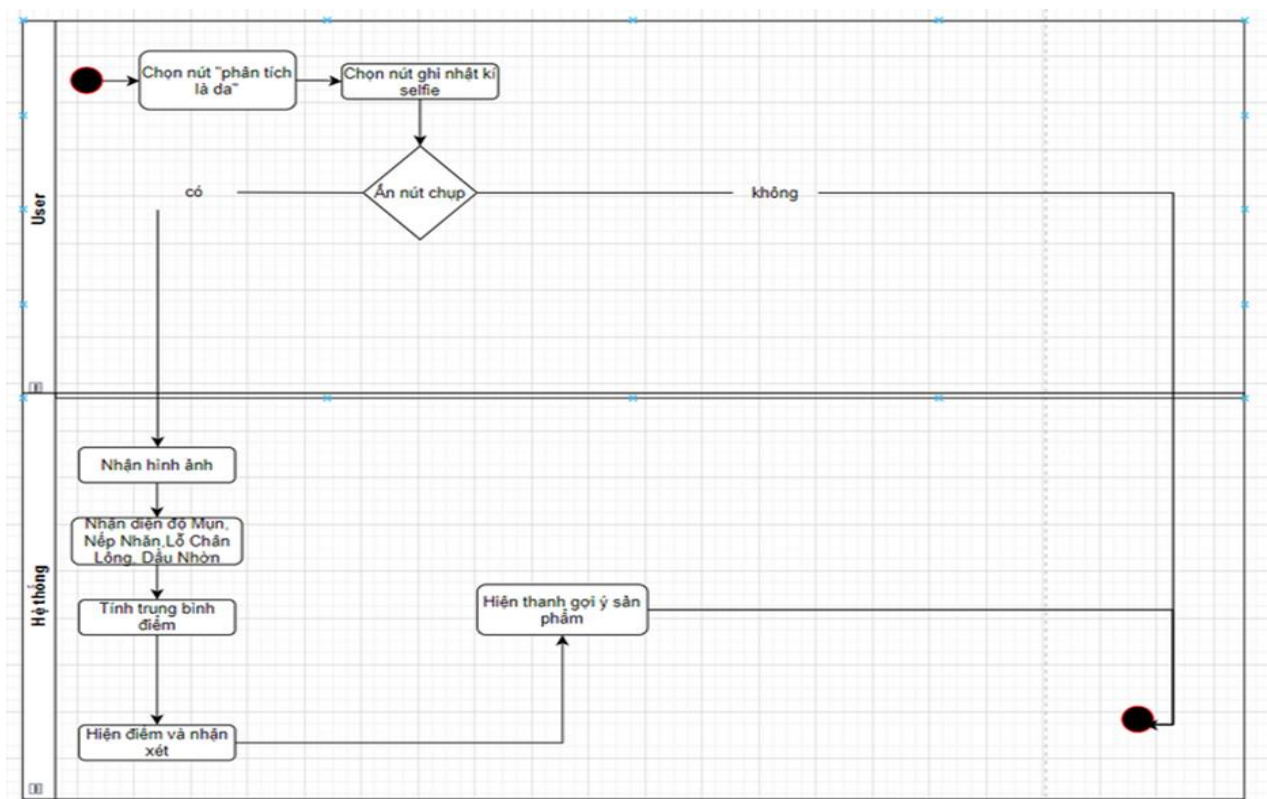 Chọn nút "phân tích
là da"
Chọn nút ghi nhật kí
selfie
Ấn nút chụp
có
không
User
Nhận hình ảnh
Nhận diện độ Mụn,
Nếp Nhăn,Lỗ Chân
Lông, Dầu Nhờn
Tính trung bình
điểm
Hiện điểm và nhận
xét
Hiện thanh gợi ý sản
phẩm
Hệ thống